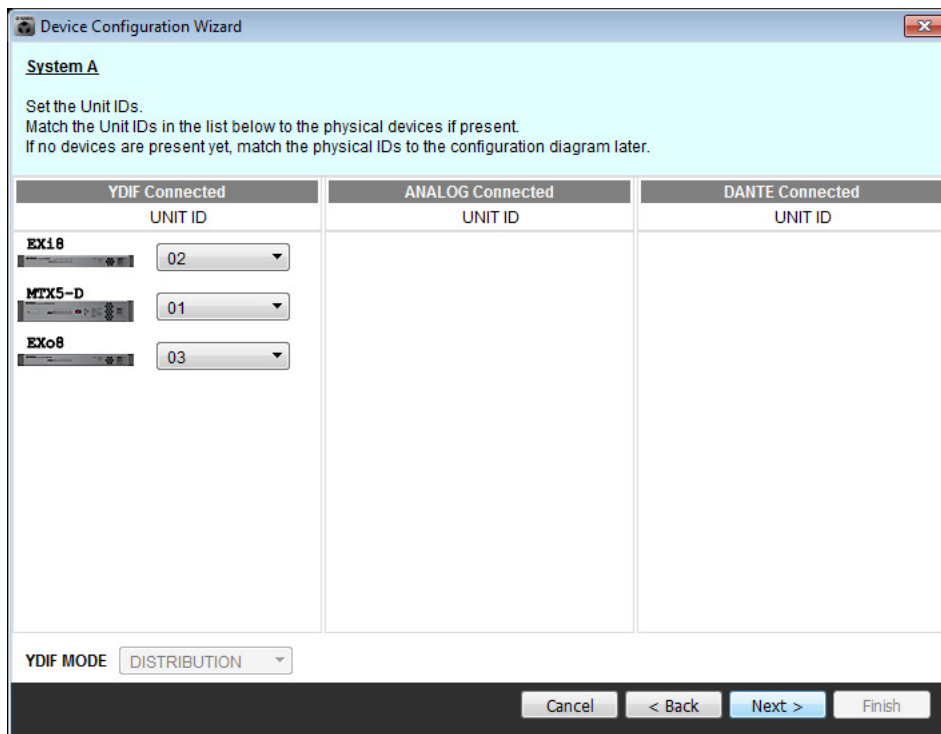 Device Configuration Wizard
System A
Set the Unit IDs.
Match the Unit IDs in the list below to the physical devices if present.
If no devices are present yet, match the physical IDs to the configuration diagram later.
YDIF Connected
UNIT ID
EXi8
02
MTX5-D
01
EXo8
03
ANALOG Connected
UNIT ID
DANTE Connected
UNIT ID
YDIF MODE DISTRIBUTION
Cancel < Back Next > Finish